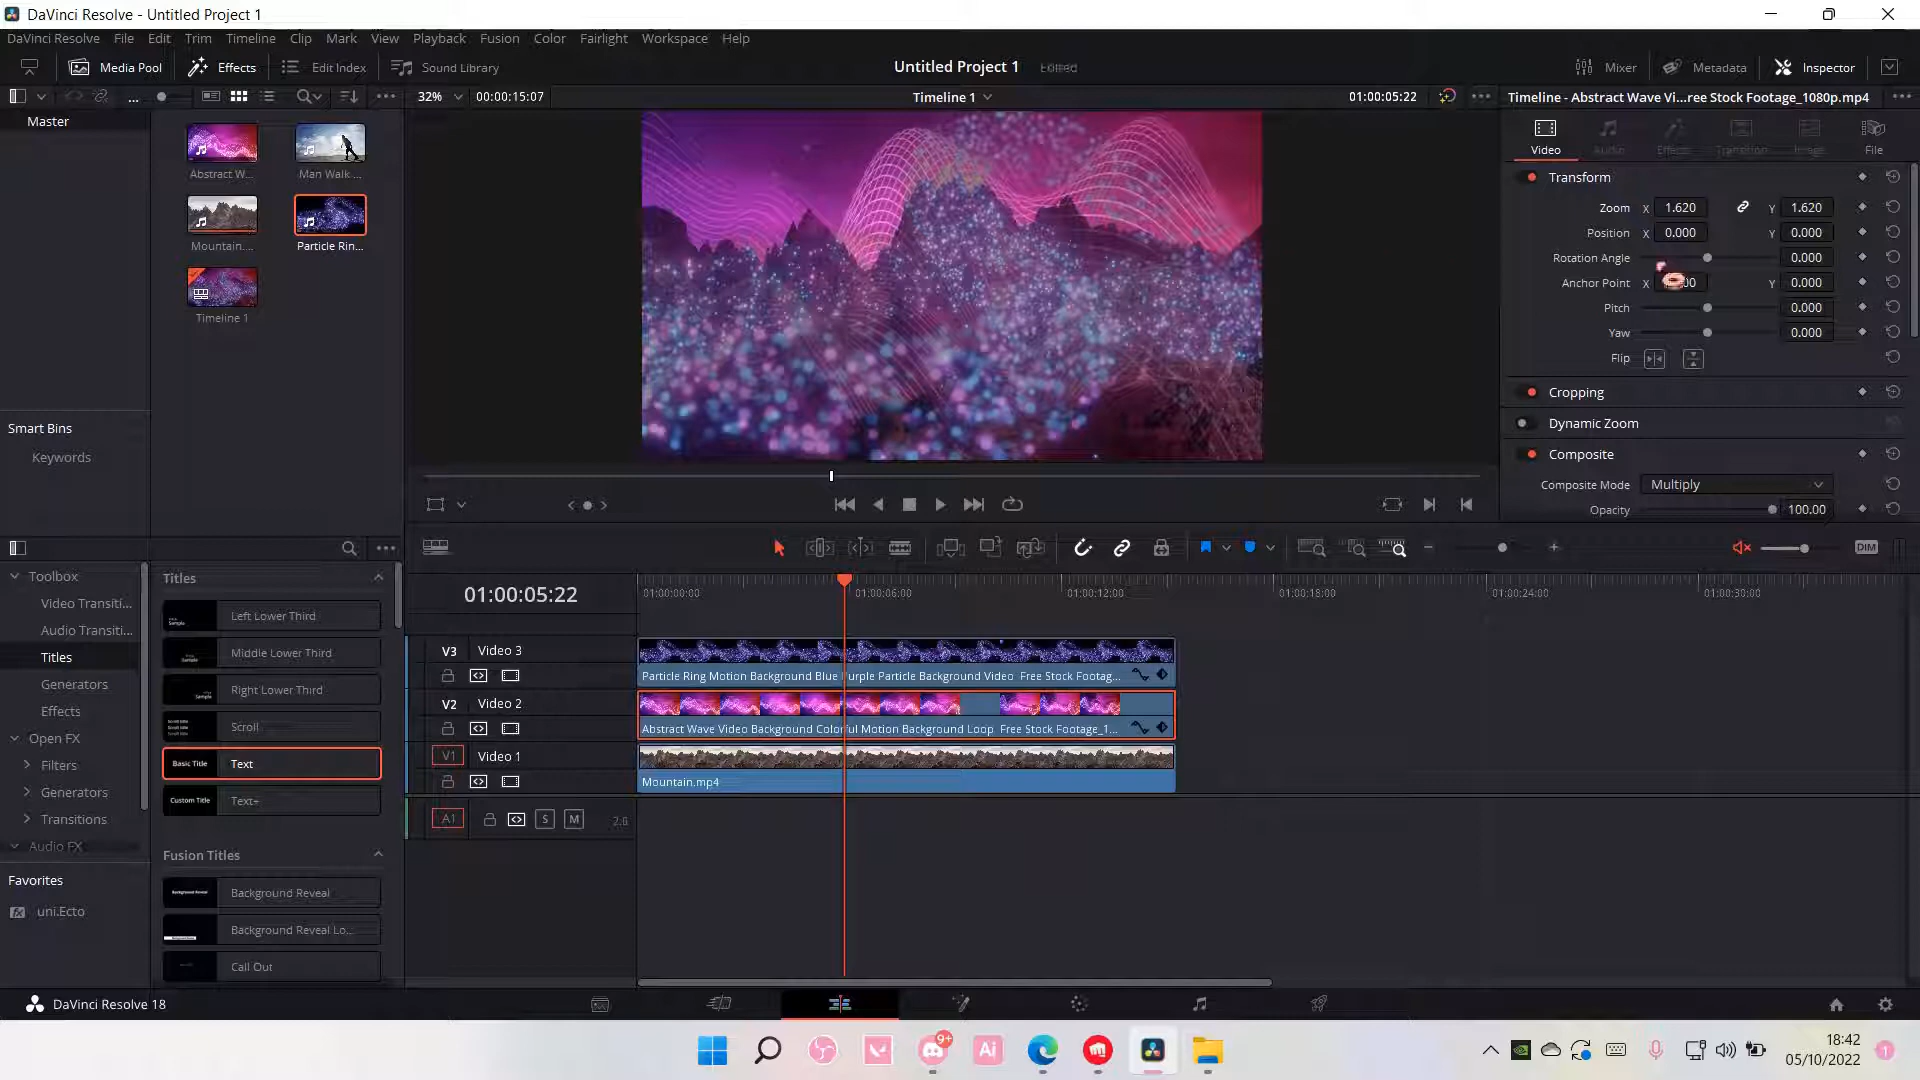 DaVinci Resolve - Untitled Project 1
DaVinci Resolve File Edit Trim Timeline Clip Mark View Playback Fusion Color Fairlight Workspace Help
Media Pool Effects Edit Index Sound Library Untitled Project 1 Edited Mixer Metadata Inspector
32% 00:00:15:07 Timeline 1 01:00:05:22 Timeline - Abstract Wave Vi...ree Stock Footage_1080p.mp4
Master
Abstract W... Man Walk ...
Mountain.... Particle Rin...
Timeline 1
Smart Bins
Keywords
Video Audio Effects Transition Image File
Transform
Zoom X 1.620 Y 1.620
Position X 0.000 Y 0.000
Rotation Angle 0.000
Anchor Point X Y 0.000
Pitch 0.000
Yaw 0.000
Flip
Cropping
Dynamic Zoom
Composite
Composite Mode Multiply
Opacity 100.00
Toolbox
Video Transiti...
Audio Transiti...
Titles
Generators
Effects
Open FX
Filters
Generators
Transitions
Audio FX
Favorites
fx uni.Ecto
Titles
Left Lower Third
Middle Lower Third
Right Lower Third
Scroll
Basic Title Text
Custom Title Text+
Fusion Titles
Background Reveal
Background Reveal Lo...
Call Out
DIM
01:00:05:22
01:00:00:00 01:00:06:00 01:00:12:00 01:00:18:00 01:00:24:00 01:00:30:00
V3 Video 3
Particle Ring Motion Background Blue Purple Particle Background Video Free Stock Footag...
V2 Video 2
Abstract Wave Video Background Colorful Motion Background Loop Free Stock Footage_1...
V1 Video 1
Mountain.mp4
A1 S M 2.0
DaVinci Resolve 18
9+ Ai
18:42
05/10/2022 1